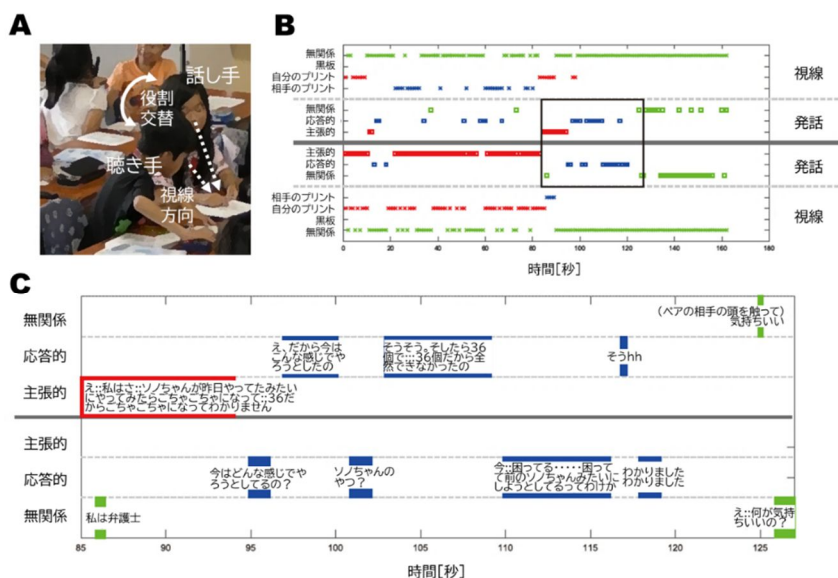 A
話し手
役割
交替
聴き手
視線
方向
B
無関係
黒板
自分のプリント
相手のプリント
視線
無関係
応答的
主張的
発話
主張的
応答的
無関係
発話
相手のプリント
自分のプリント
黒板
無関係
視線
0 20 40 60 80 100 120 140 160 180
時間[秒]
C
無関係
(ペアの相手の頭を触って)
気持ちいい
応答的
え、だから今は
こんな感じでや
ろうとしたの
そうそう。そしたら36
個で:::36個だから全
然できなかったの
そうhh
主張的
え::私はさ::ソノちゃんが昨日やってたみたい
にやってみたらごちゃごちゃになって::36だ
からごちゃごちゃになってわかりません
主張的
応答的
今はどんな感じでや
ろうとしてるの?
ソノちゃんの
やつ?
今::困ってる・・・・・困って
て前のソノちゃんみたいに
しようとしてるってわけか
わかりました
わかりました
無関係
私は弁護士
え::何が気持
ちいいの?
85 90 95 100 105 110 115 120 125
時間[秒]